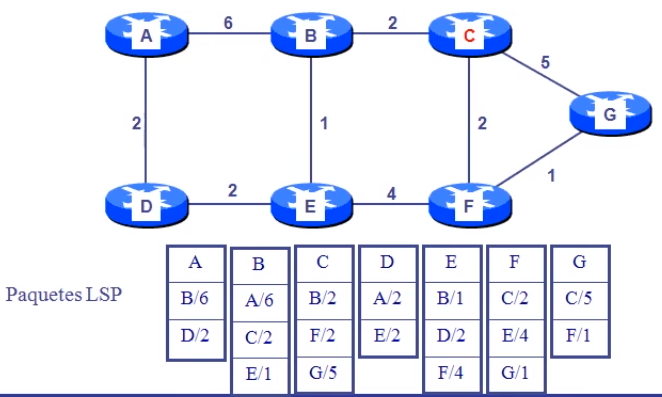 A 6 B 2 C
5
2 1 2 G
1
D 2 E 4 F
A B C D E F G
Paquetes LSP B/6 A/6 B/2 A/2 B/1 C/2 C/5
D/2 C/2 F/2 E/2 D/2 E/4 F/1
E/1 G/5 F/4 G/1